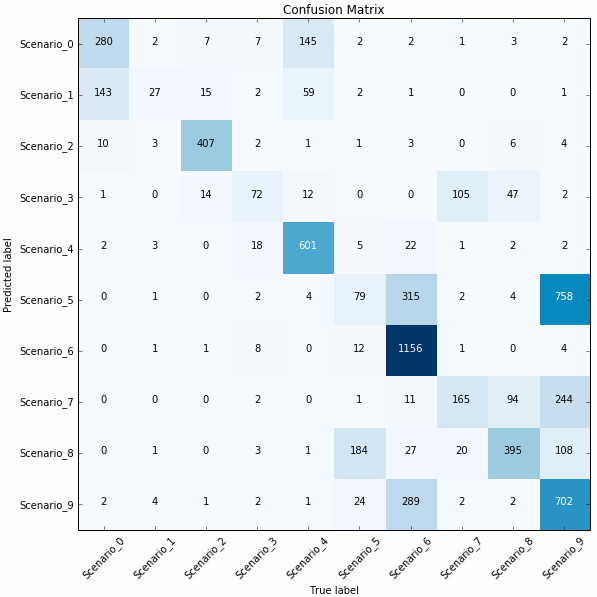 Confusion Matrix
Scenario_0 280 2 7 7 145 2 2 1 3 2
Scenario_1 143 27 15 2 59 2 1 0 0 1
Scenario_2 10 3 407 2 1 1 3 0 6 4
Scenario_3 1 0 14 72 12 0 0 105 47 2
Scenario_4 2 3 0 18 601 5 22 1 2 2
Scenario_5 0 1 0 2 4 79 315 2 4 758
Scenario_6 0 1 1 8 0 12 1156 1 0 4
Scenario_7 0 0 0 2 0 1 11 165 94 244
Scenario_8 0 1 0 3 1 184 27 20 395 108
Scenario_9 2 4 1 2 1 24 289 2 2 702
Predicted label
Scenario_0 Scenario_1 Scenario_2 Scenario_3 Scenario_4 Scenario_5 Scenario_6 Scenario_7 Scenario_8 Scenario_9
True label